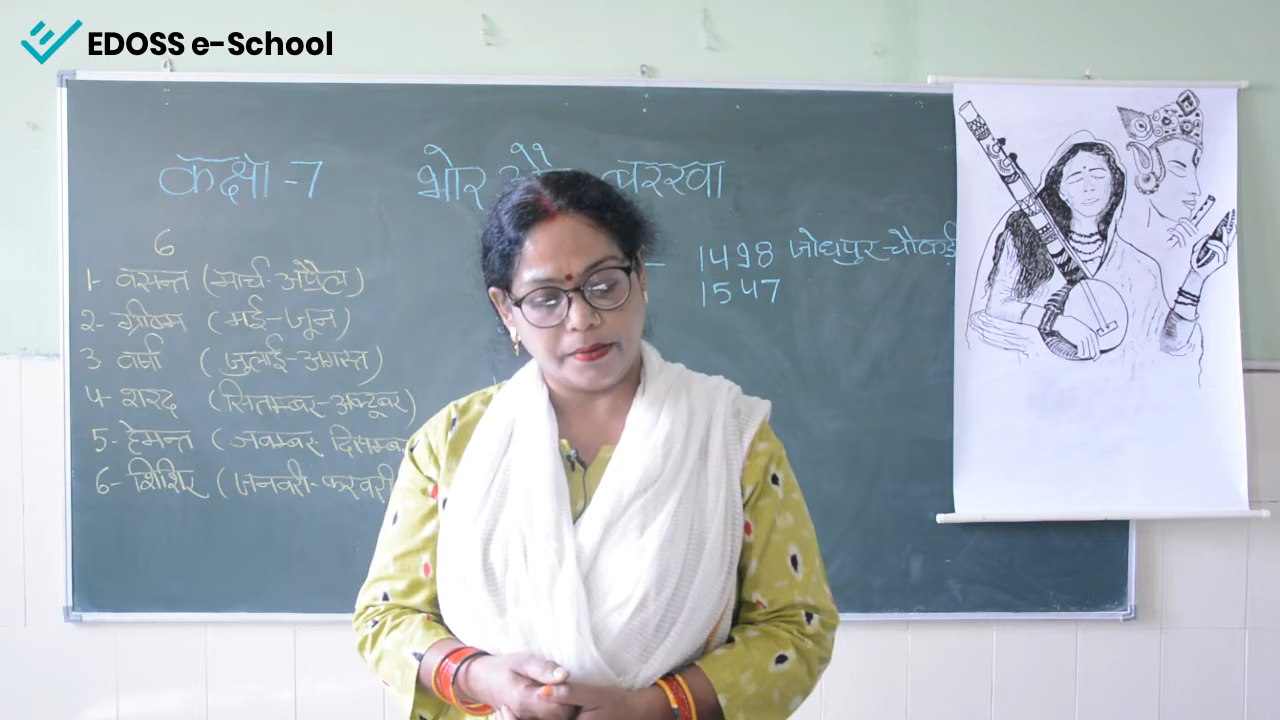 EDOSS e-School
कक्षा -7 भोर और बरखा
6
1- वसन्त (मार्च-अप्रैल)
2- ग्रीष्म (मई-जून)
3 वर्षा (जुलाई-अगस्त)
4- शरद (सितम्बर-अक्टूबर)
5- हेमन्त (नवम्बर-दिसम्बर
6- शिशिर (जनवरी-फरवरी
- 1498 जोधपुर-चौकड़ी
1547